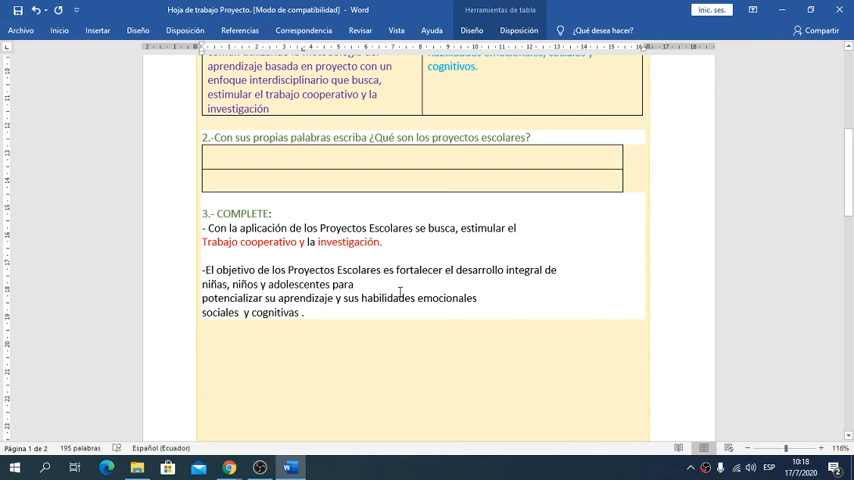 Hoja de trabajo Proyecto. [Modo de compatibilidad] - Word
Herramientas de tabla
Inic. ses.
Archivo Inicio Insertar Diseño Disposición Referencias Correspondencia Revisar Vista Ayuda Diseño Disposición ¿Qué desea hacer? Compartir
aprendizaje basada en proyecto con un
enfoque interdisciplinario que busca,
estimular el trabajo cooperativo y la
investigación
cognitivos.
2.-Con sus propias palabras escriba ¿Qué son los proyectos escolares?
3.- COMPLETE:
- Con la aplicación de los Proyectos Escolares se busca, estimular el
Trabajo cooperativo y la investigación.
-El objetivo de los Proyectos Escolares es fortalecer el desarrollo integral de
niñas, niños y adolescentes para
potencializar su aprendizaje y sus habilidades emocionales
sociales y cognitivas .
Página 1 de 2 195 palabras Español (Ecuador) 116%
ESP
10:18
17/7/2020
2